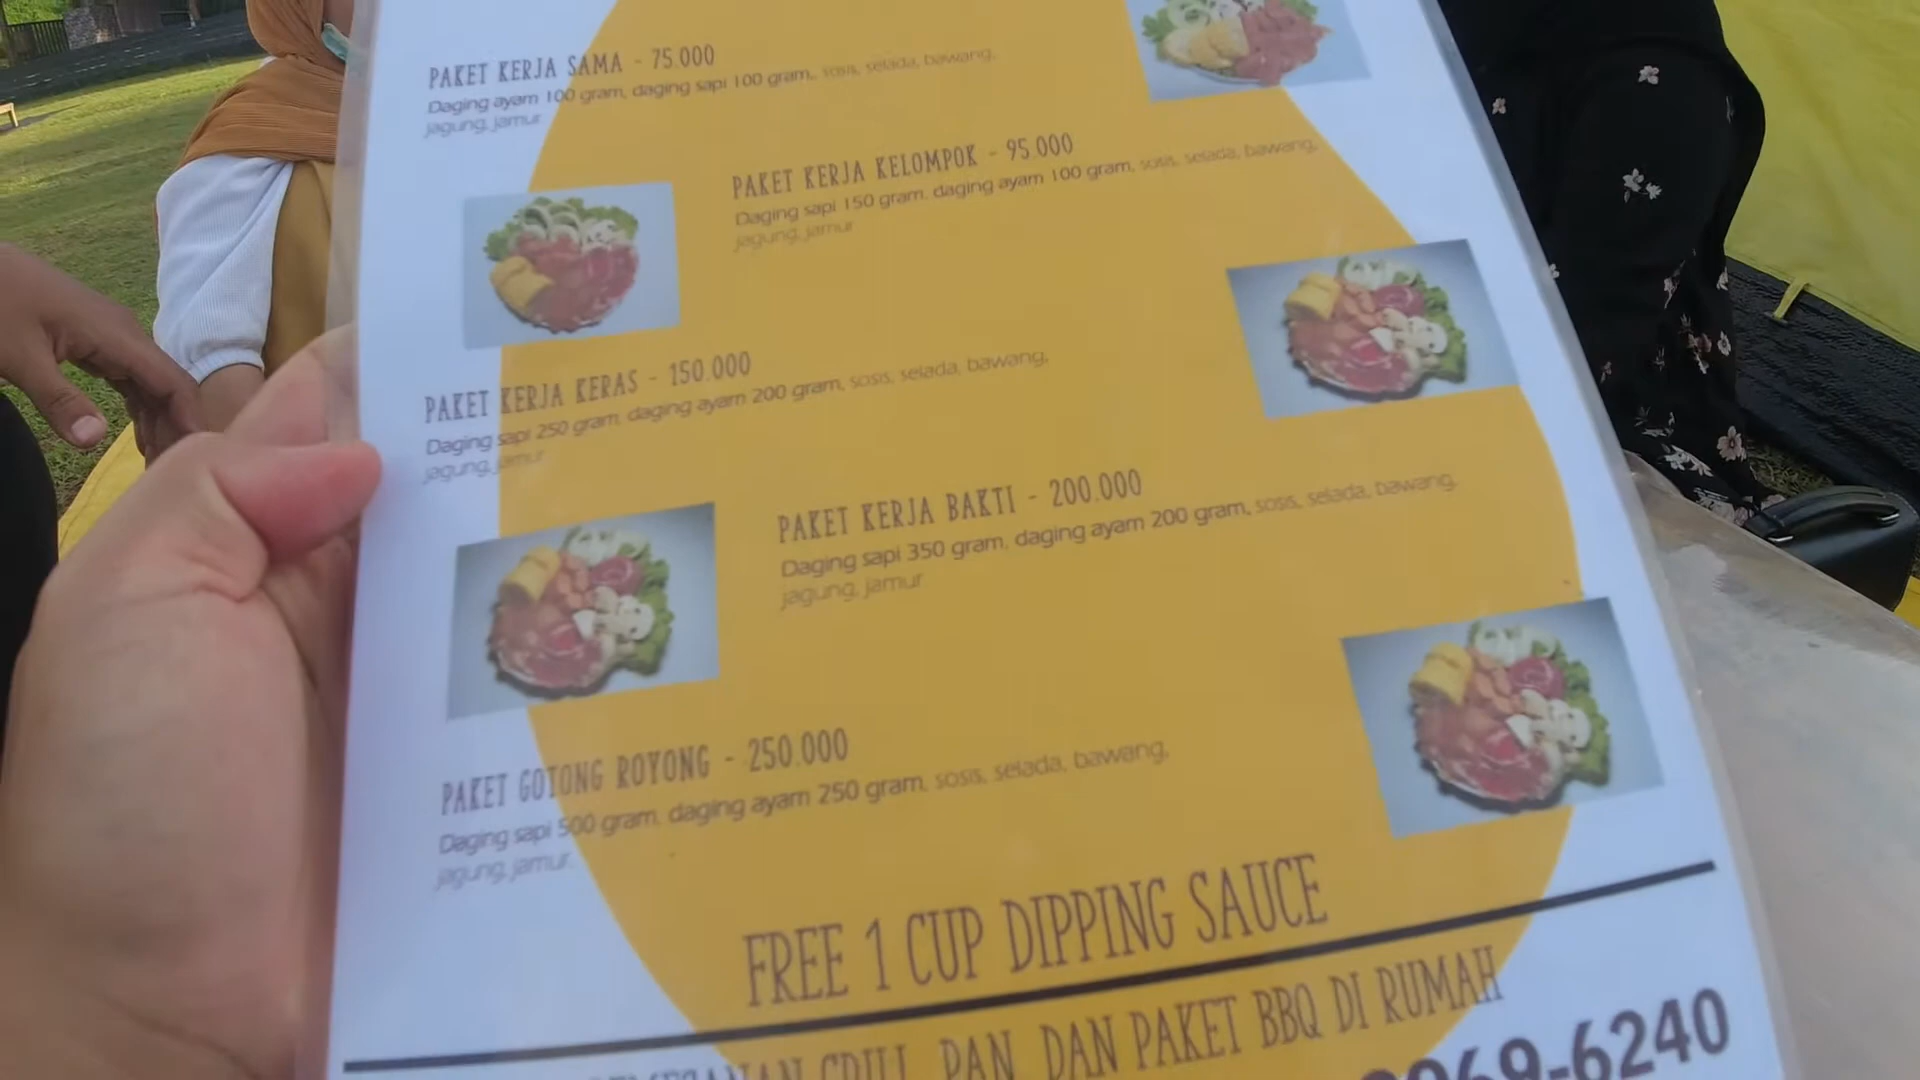 PAKET KERJA SAMA - 75.000
Daging ayam 100 gram, daging sapi 100 gram, sosis, selada, bawang,
jagung, jamur
PAKET KERJA KELOMPOK - 95.000
Daging sapi 150 gram, daging ayam 100 gram, sosis, selada, bawang,
jagung, jamur
PAKET KERJA KERAS - 150.000
Daging sapi 250 gram, daging ayam 200 gram, sosis, selada, bawang,
jagung, jamur
PAKET KERJA BAKTI - 200.000
Daging sapi 350 gram, daging ayam 200 gram, sosis, selada, bawang,
jagung, jamur
PAKET GOTONG ROYONG - 250.000
Daging sapi 500 gram, daging ayam 250 gram, sosis, selada, bawang,
jagung, jamur.
FREE 1 CUP DIPPING SAUCE
GRILL, PAN, DAN PAKET BBQ DI RUMAH
969-6240